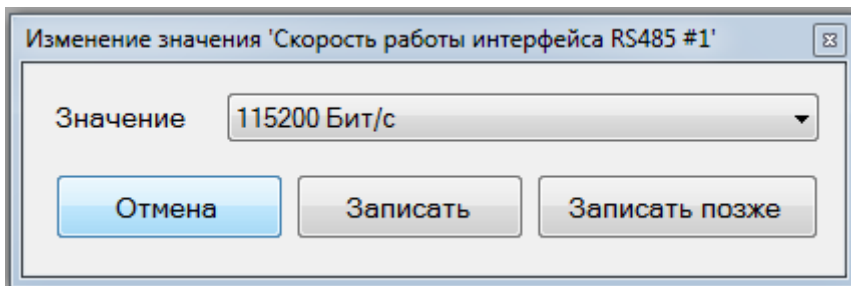 Изменение значения 'Скорость работы интерфейса RS485 #1'
Значение 115200 Бит/с
Отмена Записать Записать позже